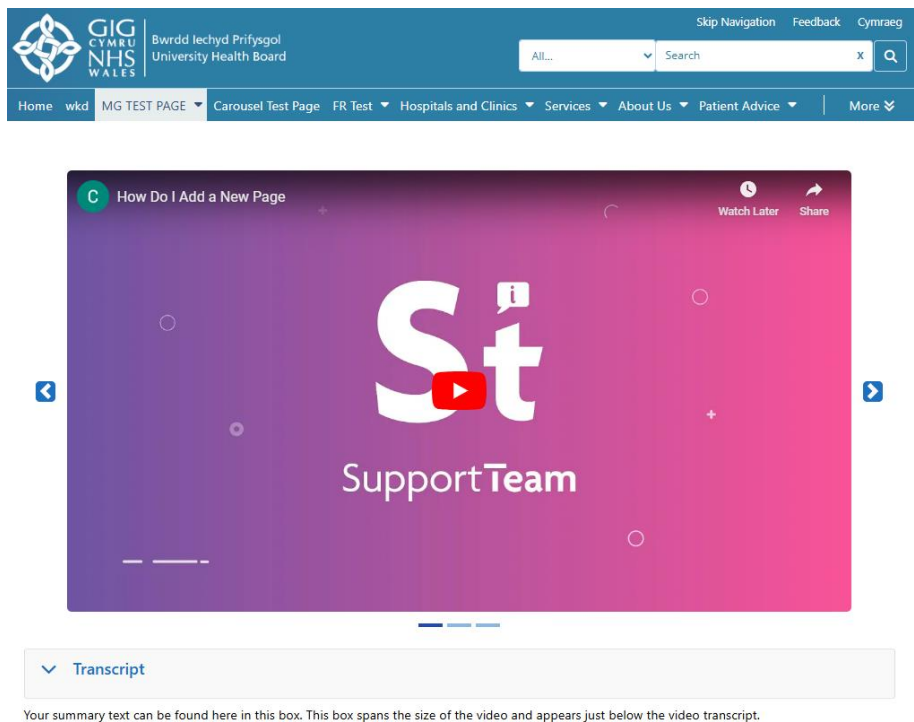 GIG
CYMRU
NHS
WALES
Bwrdd Iechyd Prifysgol
University Health Board
Skip Navigation Feedback Cymraeg
All... Search x
Home wkd MG TEST PAGE Carousel Test Page FR Test Hospitals and Clinics Services About Us Patient Advice More
C How Do I Add a New Page
Watch Later Share
St
i
SupportTeam
Transcript
Your summary text can be found here in this box. This box spans the size of the video and appears just below the video transcript.